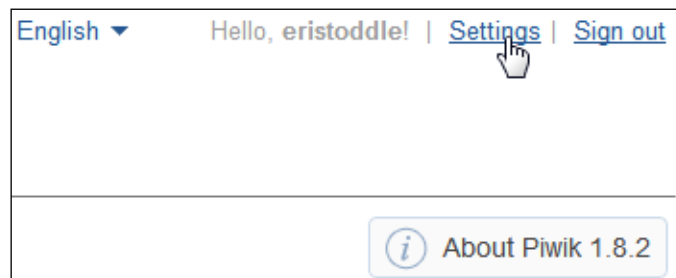 English Hello, eristoddle! | Settings | Sign out
i About Piwik 1.8.2